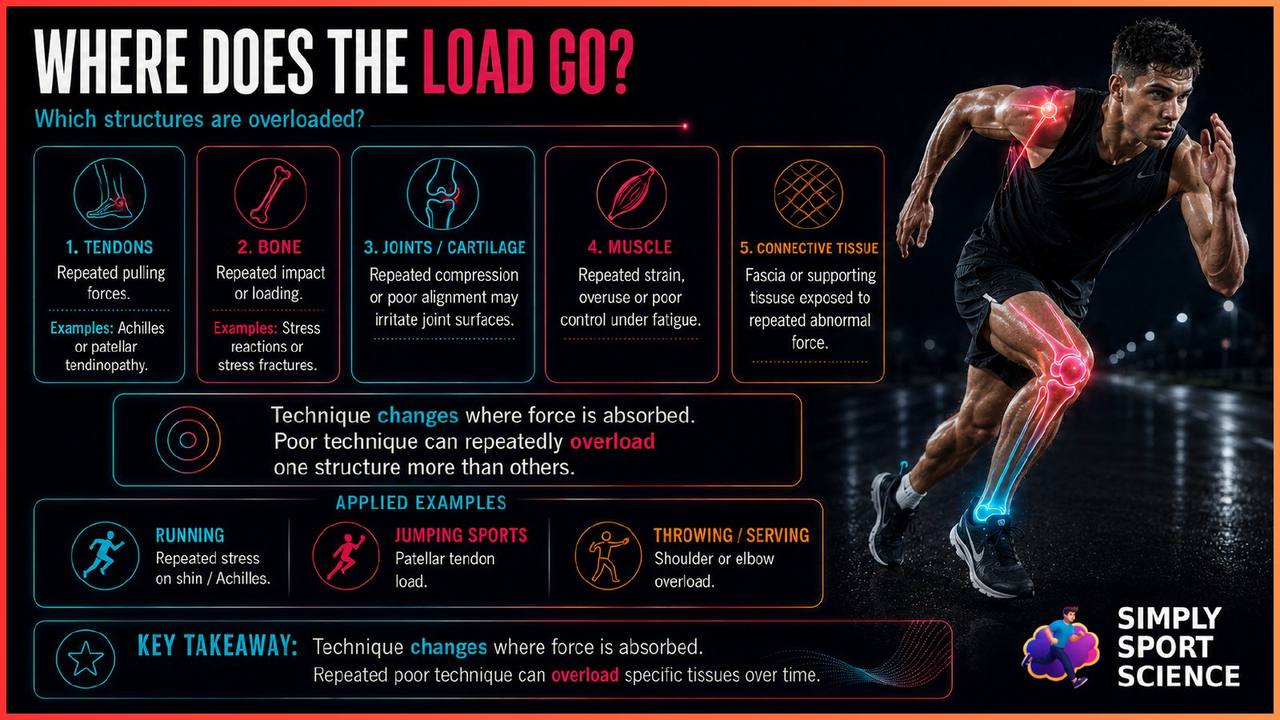 WHERE DOES THE LOAD GO?
Which structures are overloaded?
1. TENDONS
Repeated pulling
forces.
Examples: Achilles
or patellar
tendinopathy.
2. BONE
Repeated impact
or loading.
Examples: Stress
reactions or
stress fractures.
3. JOINTS / CARTILAGE
Repeated compression
or poor alignment may
irritate joint surfaces.
4. MUSCLE
Repeated strain,
overuse or poor
control under fatigue.
5. CONNECTIVE TISSUE
Fascia or supporting
tissuse exposed to
repeated abnormal
force.
Technique changes where force is absorbed.
Poor technique can repeatedly overload
one structure more than others.
APPLIED EXAMPLES
RUNNING
Repeated stress
on shin / Achilles.
JUMPING SPORTS
Patellar tendon
load.
THROWING / SERVING
Shoulder or elbow
overload.
KEY TAKEAWAY:
Technique changes where force is absorbed.
Repeated poor technique can overload specific tissues over time.
SIMPLY
SPORT
SCIENCE